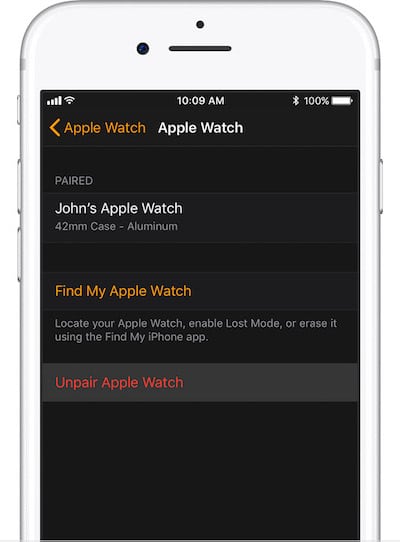 10:09 AM 100%
Apple Watch Apple Watch
PAIRED
John’s Apple Watch
42mm Case - Aluminum
Find My Apple Watch
Locate your Apple Watch, enable Lost Mode, or erase it
using the Find My iPhone app.
Unpair Apple Watch